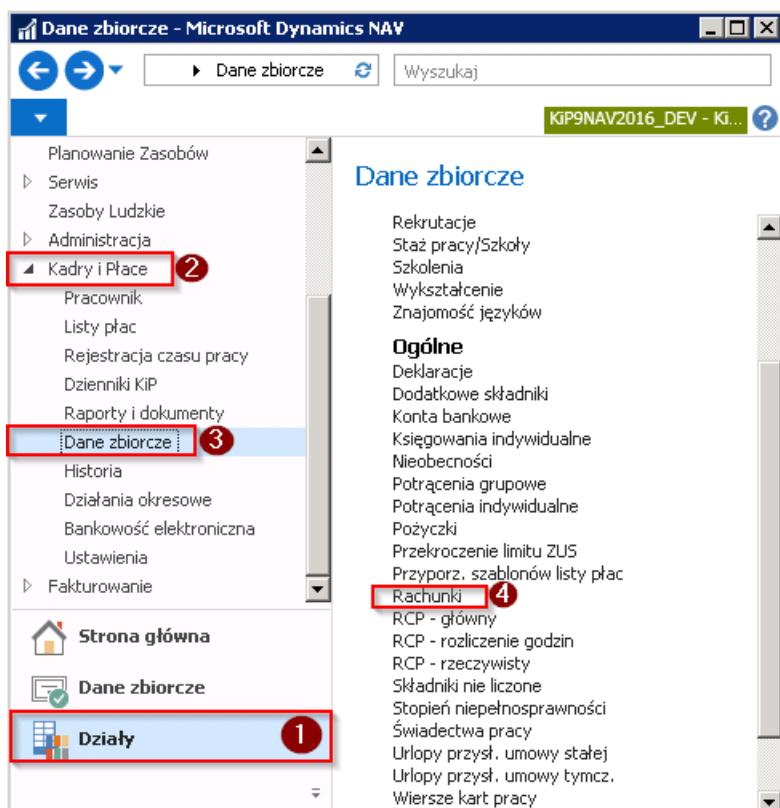 Dane zbiorcze - Microsoft Dynamics NAV
Dane zbiorcze
Wyszukaj
KiP9NAV2016_DEV - Ki...
?
Planowanie Zasobów
Serwis
Zasoby Ludzkie
Administracja
Kadry i Płace
2
Pracownik
Listy płac
Rejestracja czasu pracy
Dzienniki KiP
Raporty i dokumenty
Dane zbiorcze
3
Historia
Działania okresowe
Bankowość elektroniczna
Ustawienia
Fakturowanie
Strona główna
Dane zbiorcze
Działy
1
Dane zbiorcze
Rekrutacje
Staż pracy/Szkoły
Szkolenia
Wykształcenie
Znajomość języków
Ogólne
Deklaracje
Dodatkowe składniki
Konta bankowe
Księgowania indywidualne
Nieobecności
Potrącenia grupowe
Potrącenia indywidualne
Pożyczki
Przekroczenie limitu ZUS
Przyporz. szablonów listy płac
Rachunki
4
RCP - główny
RCP - rozliczenie godzin
RCP - rzeczywisty
Składniki nie liczone
Stopień niepełnosprawności
Świadectwa pracy
Urlopy przysł. umowy stałej
Urlopy przysł. umowy tymcz.
Wiersze kart pracy